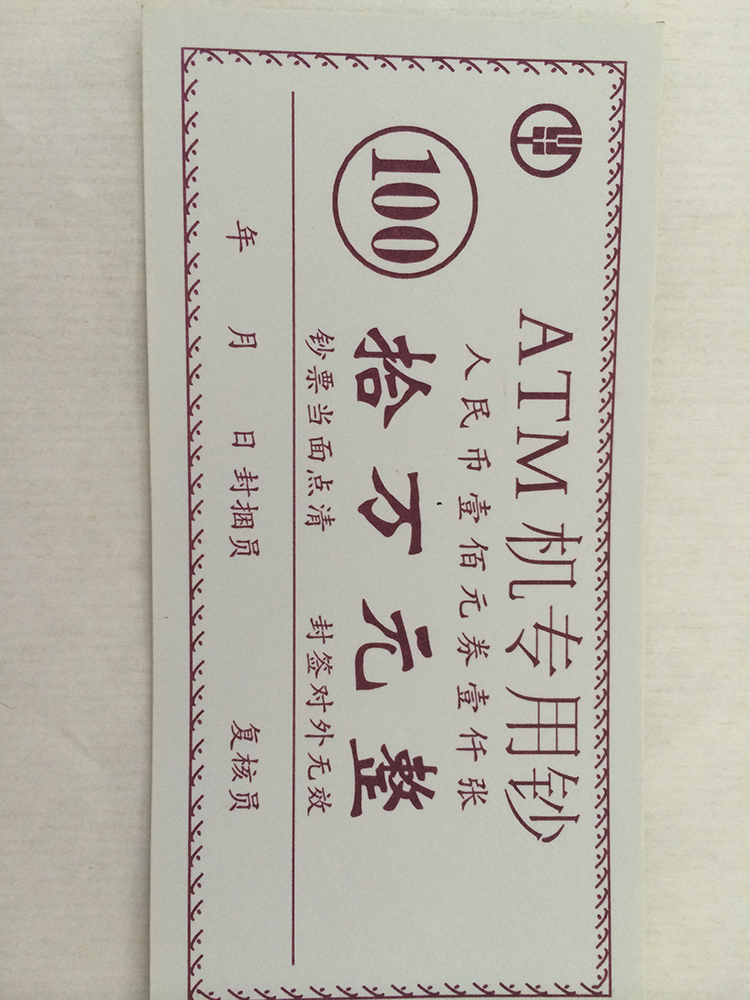 ATM机专用钞
人民币壹佰元券壹仟张
100
拾万元整
钞票当面点清 封签对外无效
年 月 日 封捆员 复核员